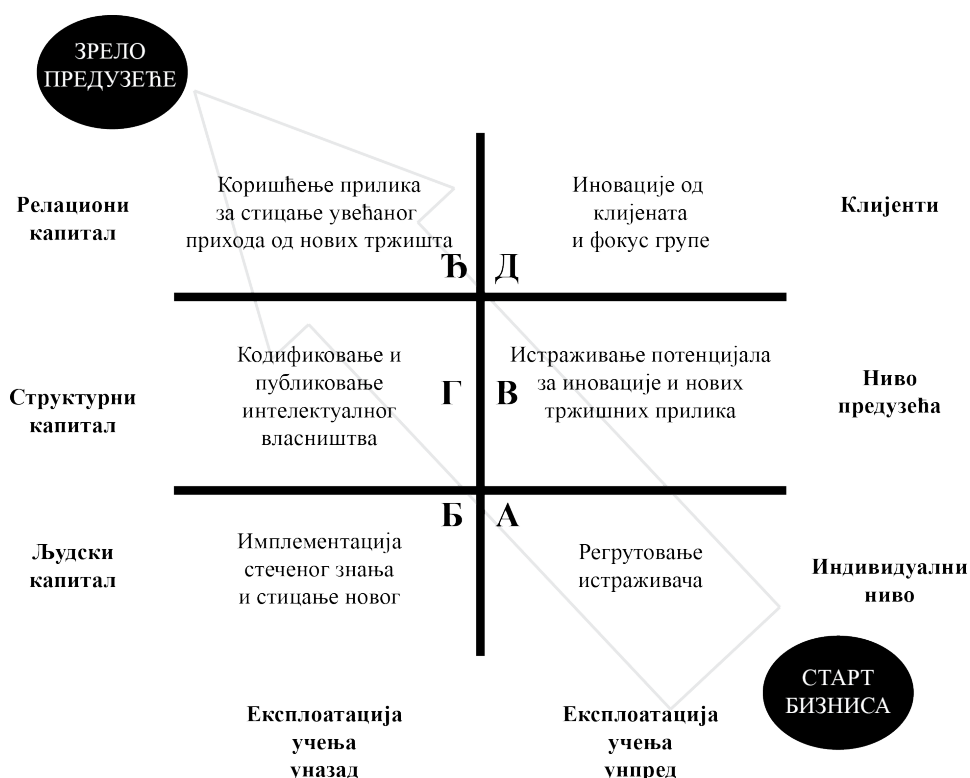 ЗРЕЛО
ПРЕДУЗЕЋЕ
Релациони
капитал
Коришћење прилика
за стицање увећаног
прихода од нових тржишта
Иновације од
клијената
и фокус групе
Клијенти
Ђ
Д
Структурни
капитал
Кодификовање и
публиковање
интелектуалног
власништва
Г
В
Истраживање потенцијала
за иновације и нових
тржишних прилика
Ниво
предузећа
Б
А
Људски
капитал
Имплементација
стеченог знања
и стицање новог
Регрутовање
истраживача
Индивидуални
ниво
СТАРТ
БИЗНИСА
Експлоатација
учења
уназад
Експлоатација
учења
унпред